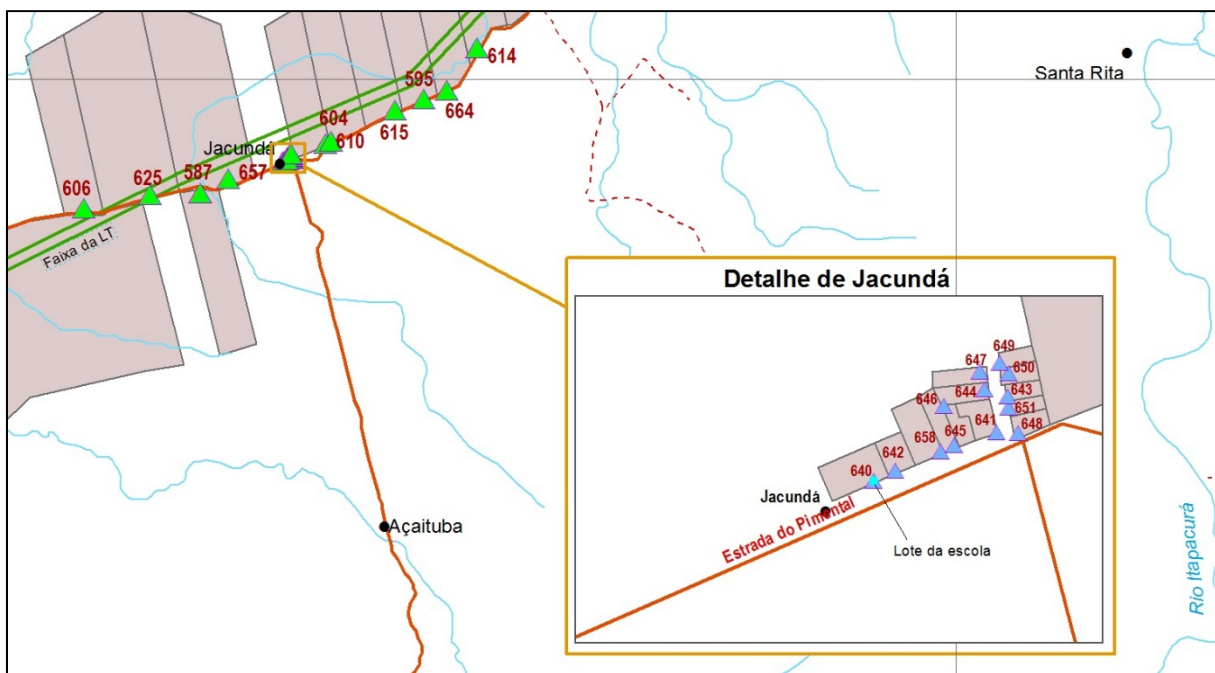 614
Santa Rita
595
664
604
615
Jacundá
610
657
587
625
606
Faixa da LT
Detalhe de Jacundá
649
647
650
644
643
646
651
641
648
645
658
642
640
Jacundá
Estrada do Pimental
Lote da escola
Açaituba
Rio Itapacurá